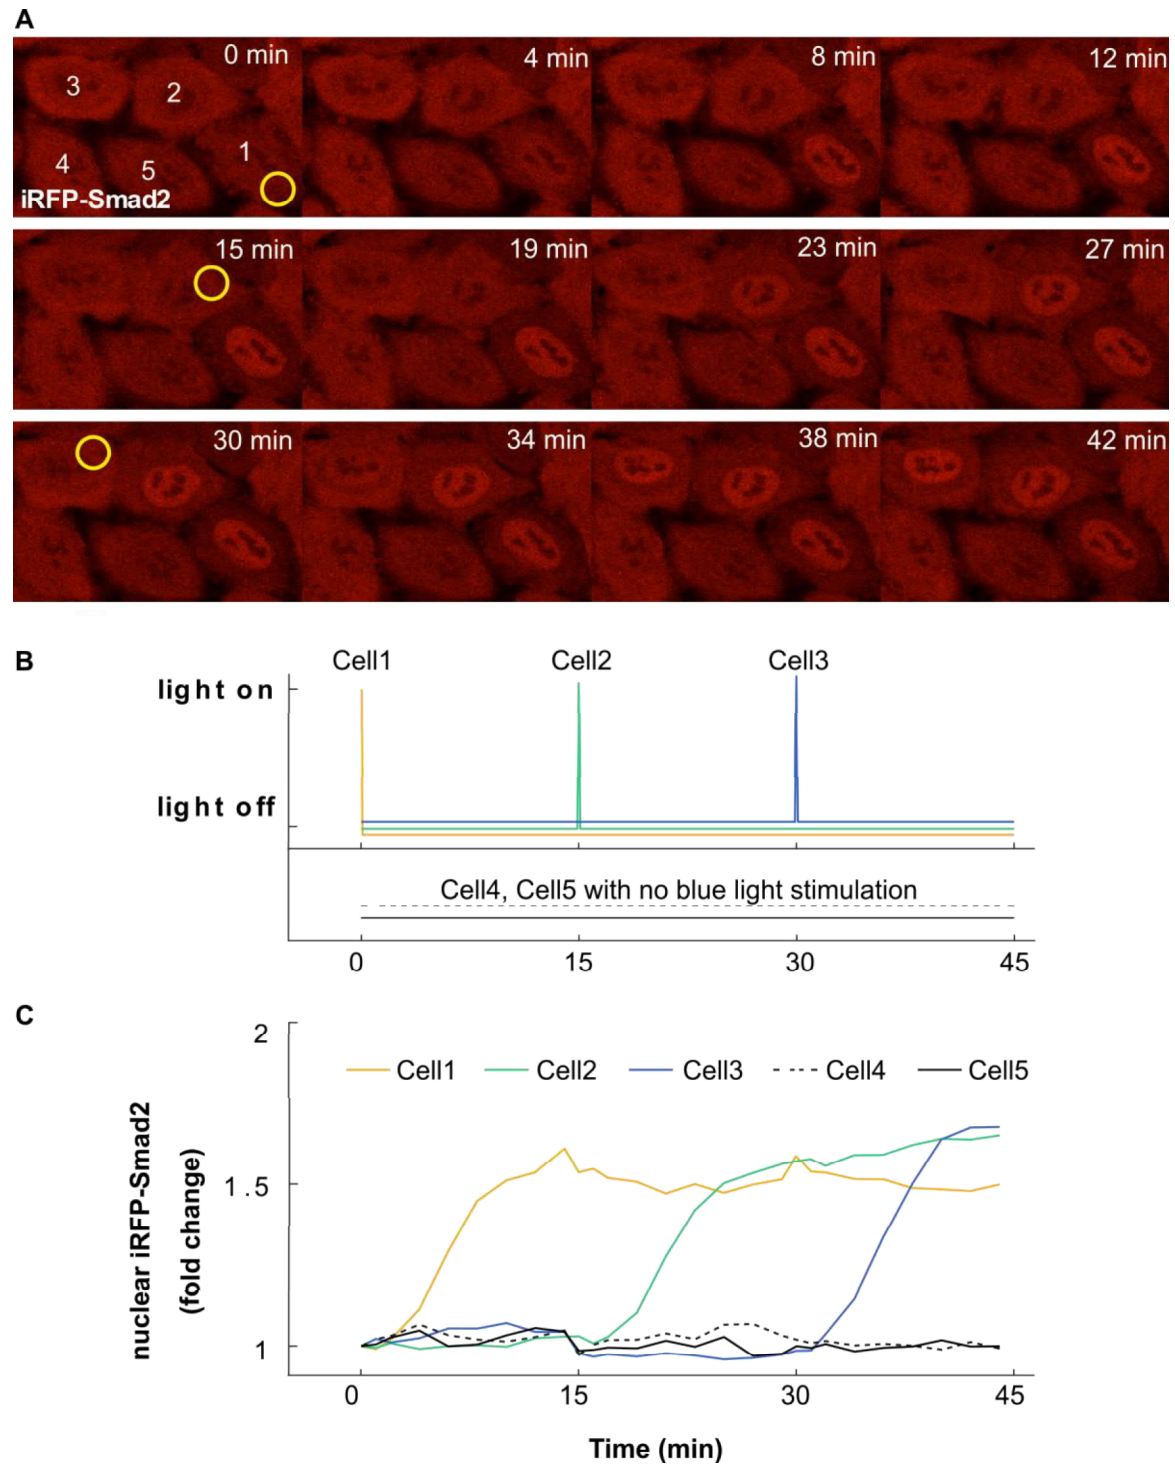 A
0 min 4 min 8 min 12 min
3 2
1
4 5
iRFP-Smad2
15 min 19 min 23 min 27 min
30 min 34 min 38 min 42 min
B
Cell1 Cell2 Cell3
light on
light off
Cell4, Cell5 with no blue light stimulation
0 15 30 45
C
2
Cell1 Cell2 Cell3 Cell4 Cell5
nuclear iRFP-Smad2
(fold change)
1.5
1
0 15 30 45
Time (min)